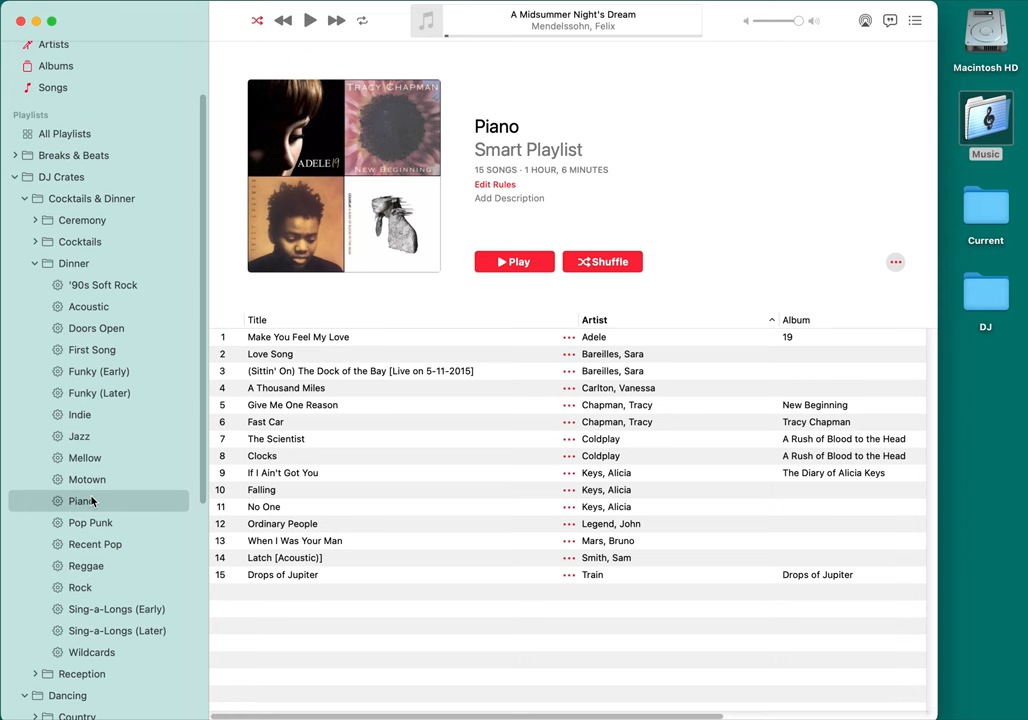 A Midsummer Night's Dream
Mendelssohn, Felix
Artists
Albums
Songs
Playlists
All Playlists
Breaks & Beats
DJ Crates
Cocktails & Dinner
Ceremony
Cocktails
Dinner
'90s Soft Rock
Acoustic
Doors Open
First Song
Funky (Early)
Funky (Later)
Indie
Jazz
Mellow
Motown
Piano
Pop Punk
Recent Pop
Reggae
Rock
Sing-a-Longs (Early)
Sing-a-Longs (Later)
Wildcards
Reception
Dancing
Country
ADELE 19
TRACY CHAPMAN
NEW BEGINNING
Piano
Smart Playlist
15 SONGS · 1 HOUR, 6 MINUTES
Edit Rules
Add Description
Play
Shuffle
Title Artist Album
1 Make You Feel My Love ••• Adele 19
2 Love Song ••• Bareilles, Sara
3 (Sittin' On) The Dock of the Bay [Live on 5-11-2015] ••• Bareilles, Sara
4 A Thousand Miles ••• Carlton, Vanessa
5 Give Me One Reason ••• Chapman, Tracy New Beginning
6 Fast Car ••• Chapman, Tracy Tracy Chapman
7 The Scientist ••• Coldplay A Rush of Blood to the Head
8 Clocks ••• Coldplay A Rush of Blood to the Head
9 If I Ain't Got You ••• Keys, Alicia The Diary of Alicia Keys
10 Falling ••• Keys, Alicia
11 No One ••• Keys, Alicia
12 Ordinary People ••• Legend, John
13 When I Was Your Man ••• Mars, Bruno
14 Latch [Acoustic)] ••• Smith, Sam
15 Drops of Jupiter ••• Train Drops of Jupiter
Macintosh HD
Music
Current
DJ